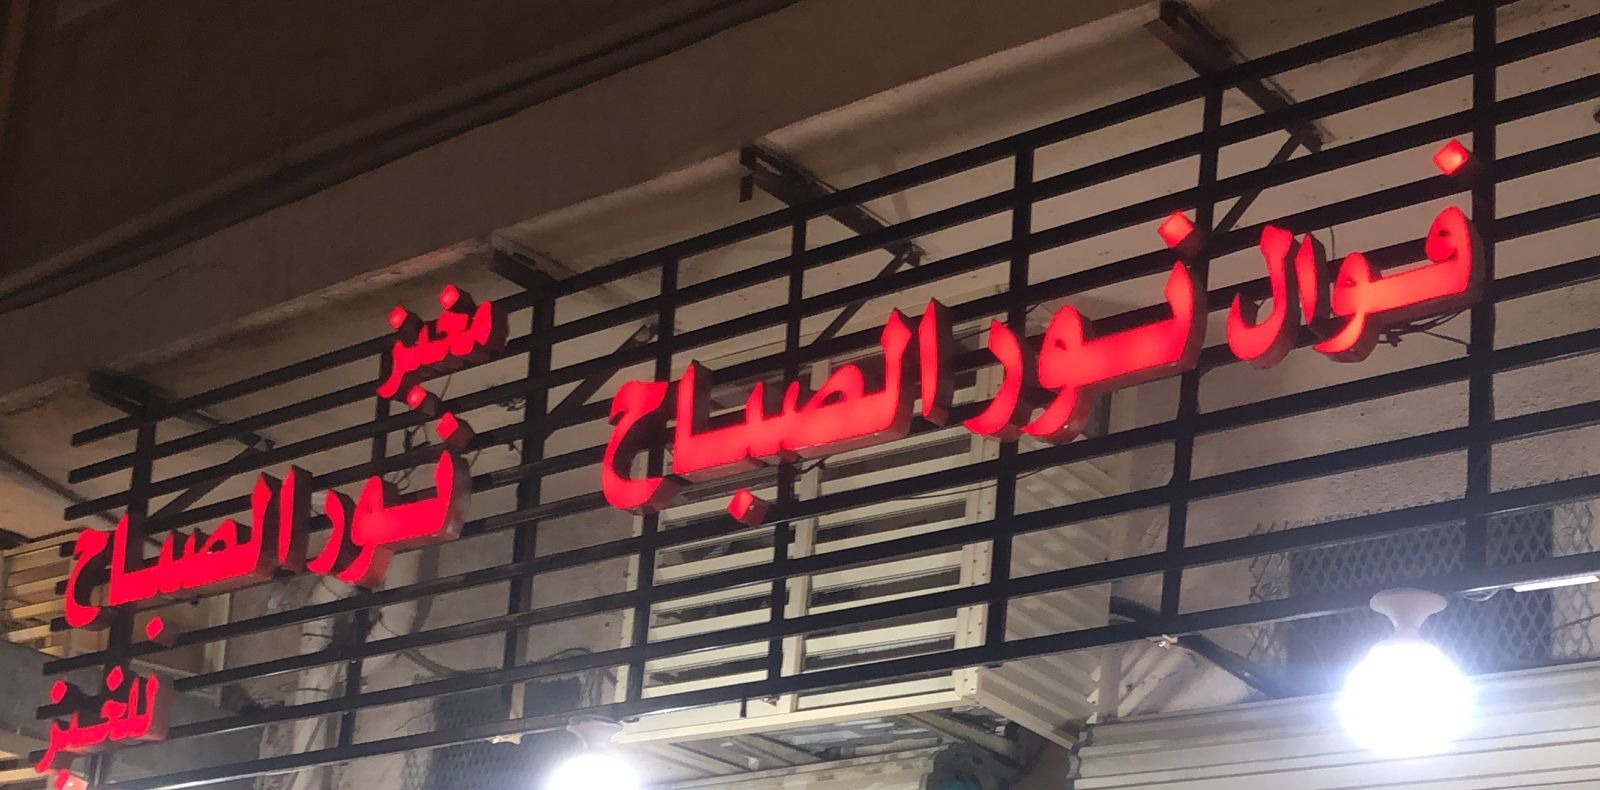 فوال نور الصباح
مخبز
نور الصباح
للخبز